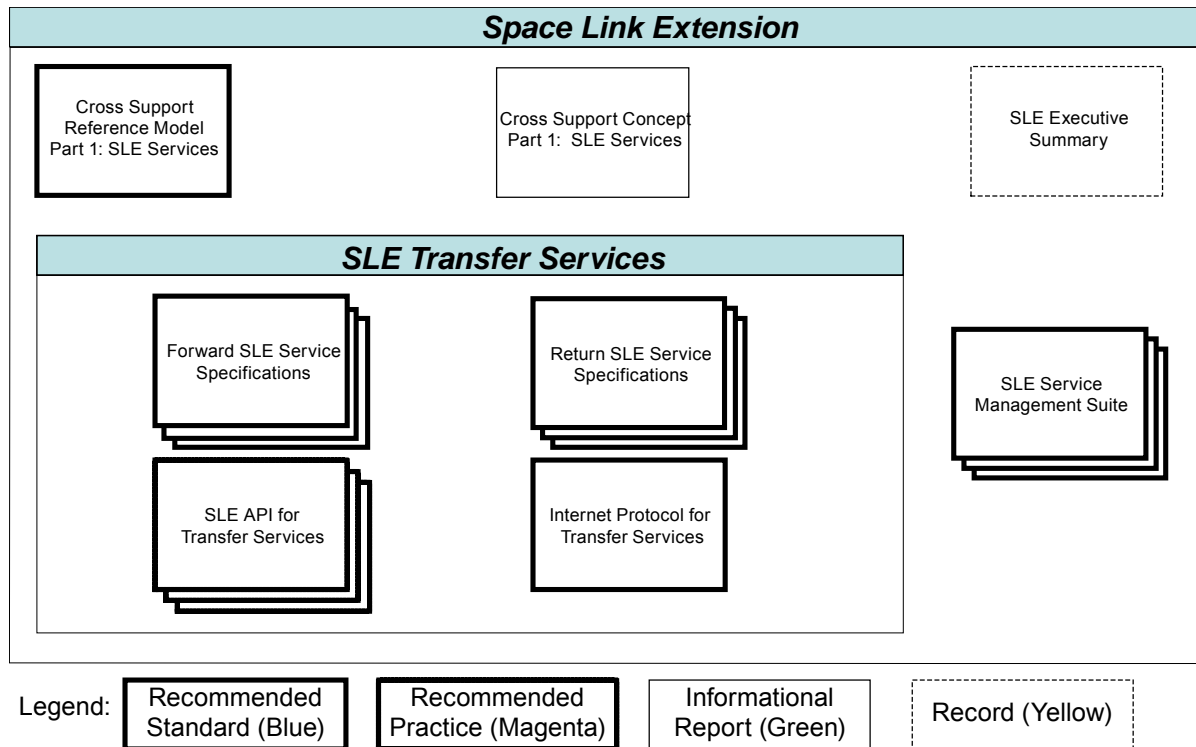 Space Link Extension
Cross Support
Reference Model
Part 1: SLE Services
Cross Support Concept
Part 1:  SLE Services
SLE Executive
Summary
SLE Transfer Services
Forward SLE Service
Specifications
Return SLE Service
Specifications
SLE Service
Management Suite
SLE API for
Transfer Services
Internet Protocol for
Transfer Services
Legend:
Recommended
Standard (Blue)
Recommended
Practice (Magenta)
Informational
Report (Green)
Record (Yellow)